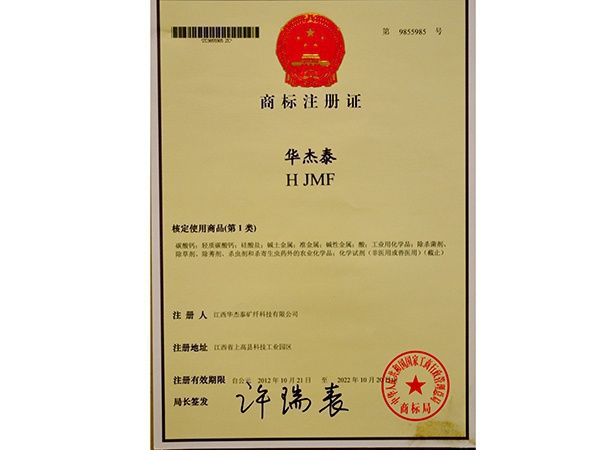 第 9855985 号
商标注册证
华杰泰
H JMF
核定使用商品(第 1 类)
碳酸钙；轻质碳酸钙；硅酸盐；碱土金属；准金属；碱性金属；酸；工业用化学品；除杀菌剂、
除草剂、除莠剂、杀虫剂和杀寄生虫药外的农业化学品；化学试剂（非医用或兽医用）(截止)
注 册 人 江西华杰泰矿纤科技有限公司
注册地址 江西省上高县科技工业园区
注册有效期限 自公元 2012 年 10 月 21 日 至 2022 年 10 月 20
局长签发 许瑞表
中华人民共和国国家工商行政管理总局
商标局